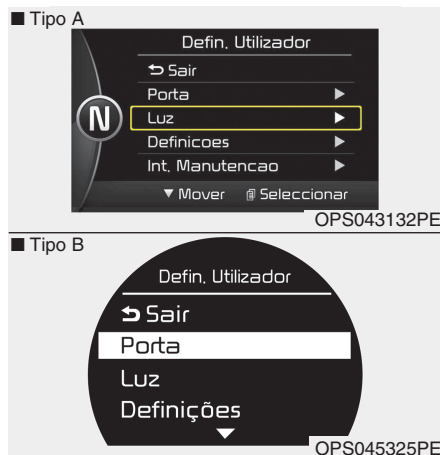 ■ Tipo A
Defin. Utilizador
Sair
Porta
N Luz
Definicoes
Int. Manutencao
▼ Mover Seleccionar
OPS043132PE
■ Tipo B
Defin. Utilizador
Sair
Porta
Luz
Definições
OPS045325PE